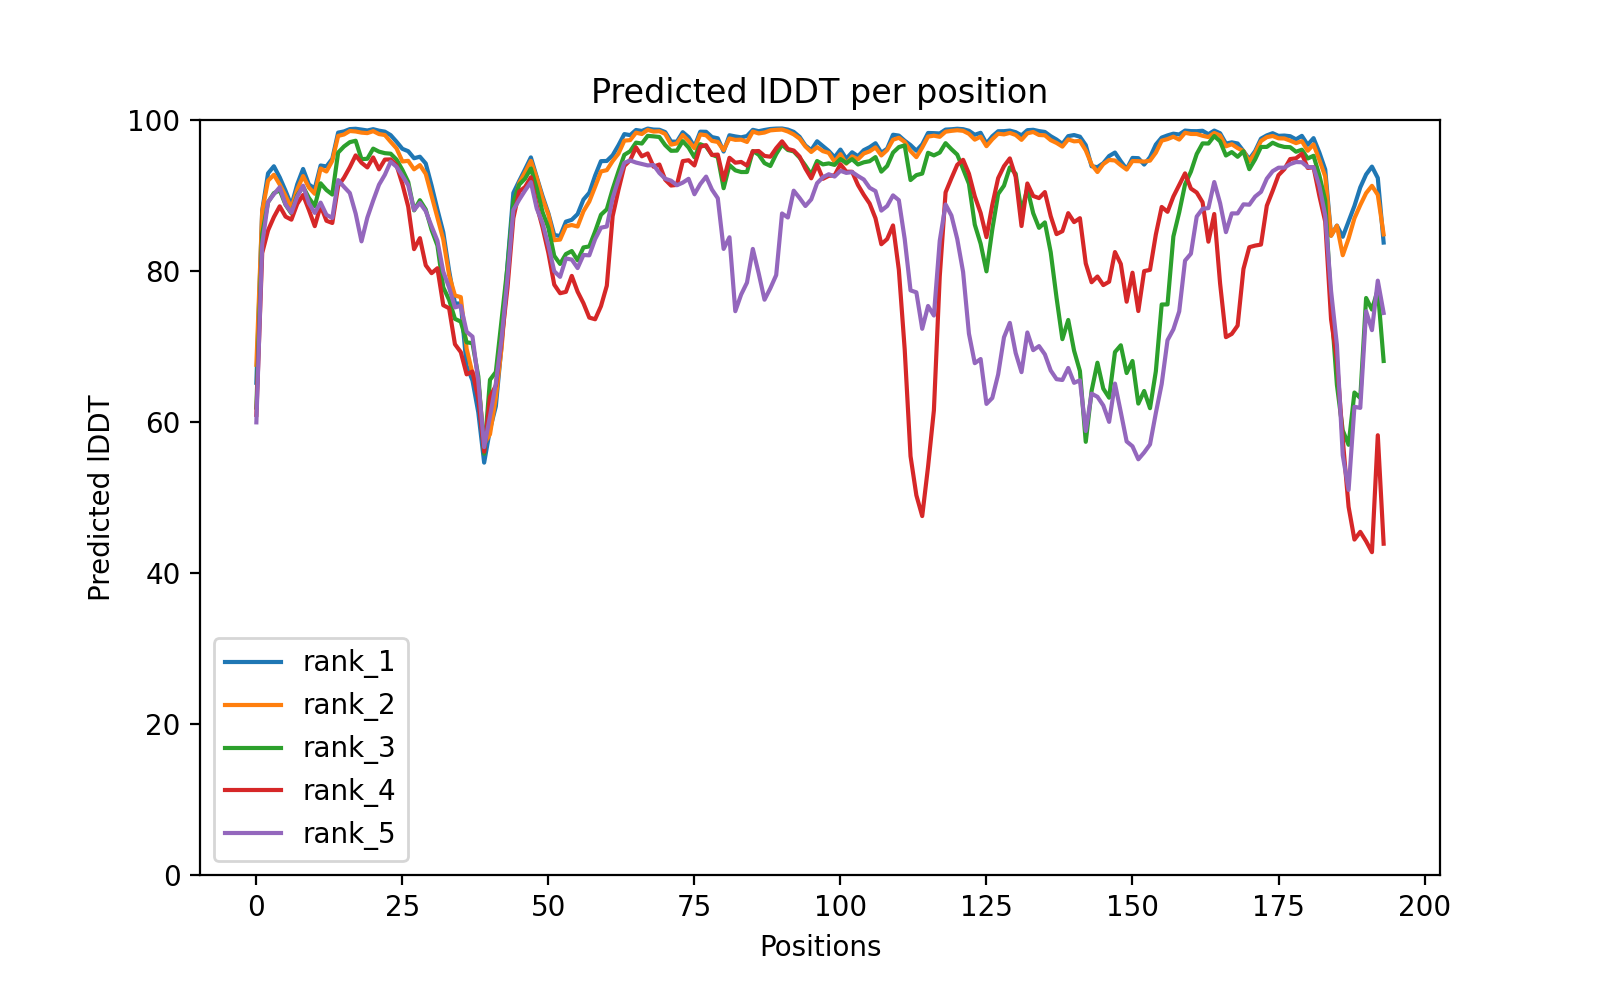 Predicted lDDT per position
100
80
60
40
20
0
Predicted lDDT
rank_1
rank_2
rank_3
rank_4
rank_5
0 25 50 75 100 125 150 175 200
Positions